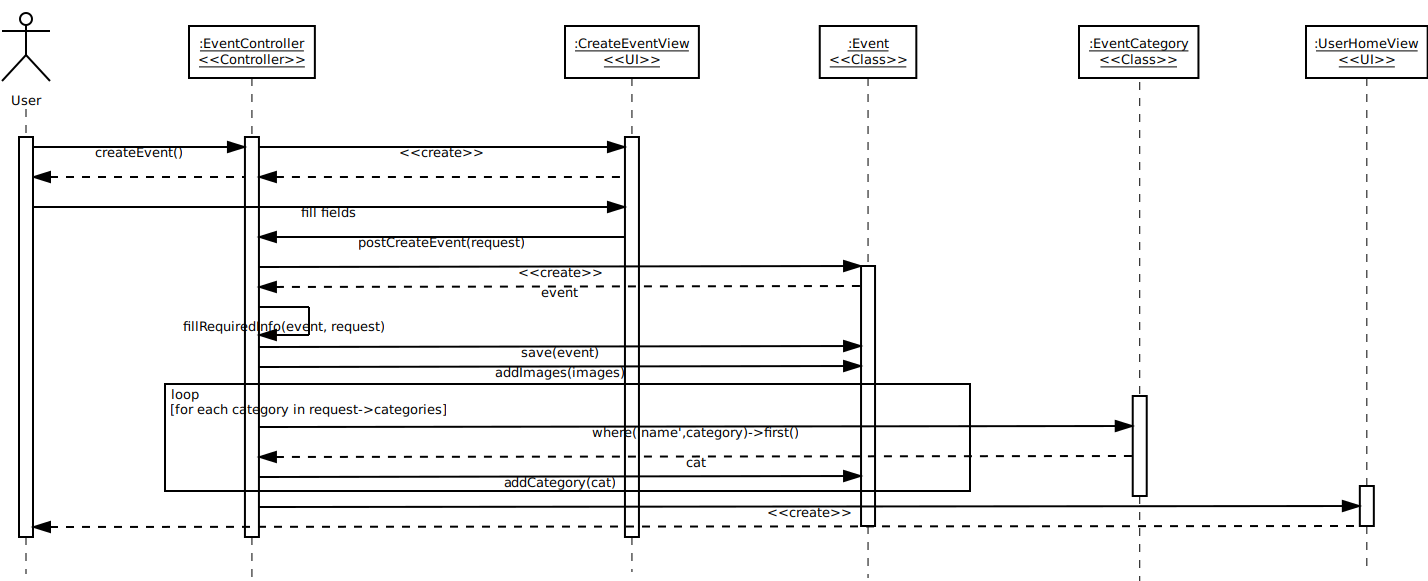 User
:EventController
<<Controller>>
:CreateEventView
<<UI>>
:Event
<<Class>>
:EventCategory
<<Class>>
:UserHomeView
<<UI>>
createEvent()
<<create>>
fill fields
postCreateEvent(request)
<<create>>
event
fillRequiredInfo(event, request)
save(event)
addImages(images)
loop
[for each category in request->categories]
where('name',category)->first()
cat
addCategory(cat)
<<create>>